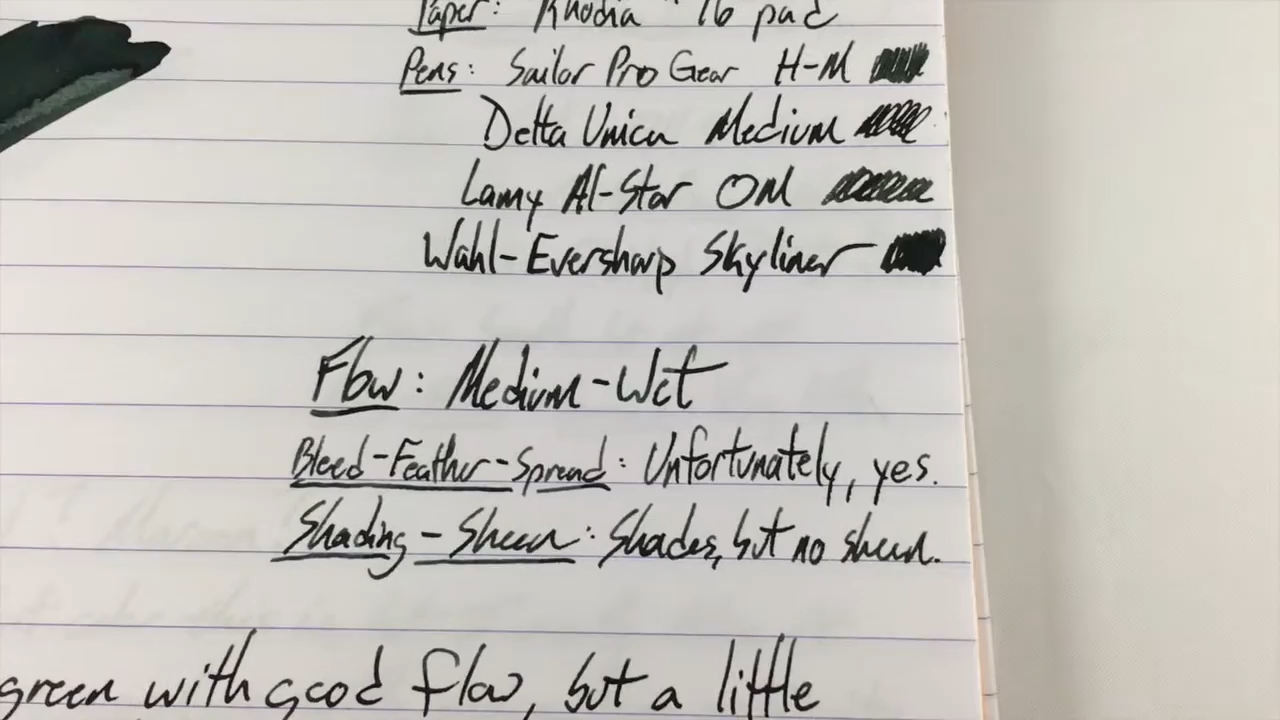 Paper: Rhodia #16 pad
Pens: Sailor Pro Gear H-M
Delta Unica Medium
Lamy Al-Star OM
Wahl-Eversharp Skyliner
Flow: Medium-Wet
Bleed-Feather-Spread: Unfortunately, yes.
Shading - Sheen: Shades, but no sheen.
green with good flow, but a little